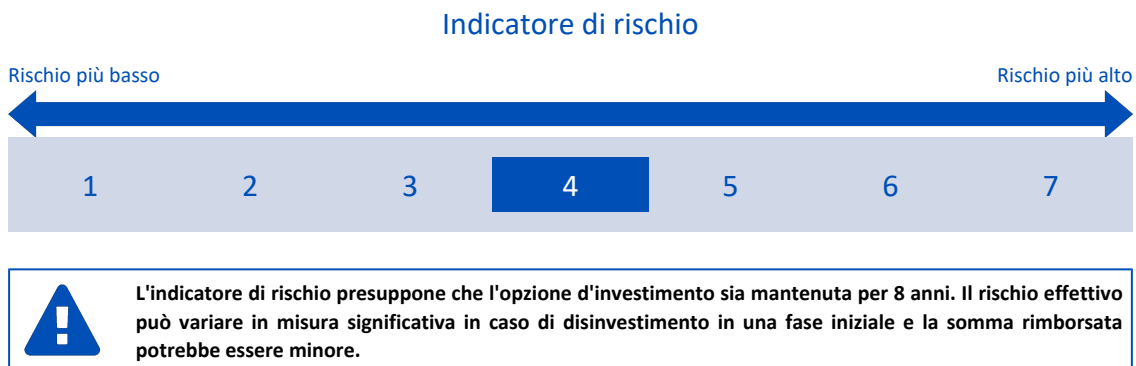 Indicatore di rischio
Rischio più basso
Rischio più alto
1 2 3 4 5 6 7
L'indicatore di rischio presuppone che l'opzione d'investimento sia mantenuta per 8 anni. Il rischio effettivo
può variare in misura significativa in caso di disinvestimento in una fase iniziale e la somma rimborsata
potrebbe essere minore.